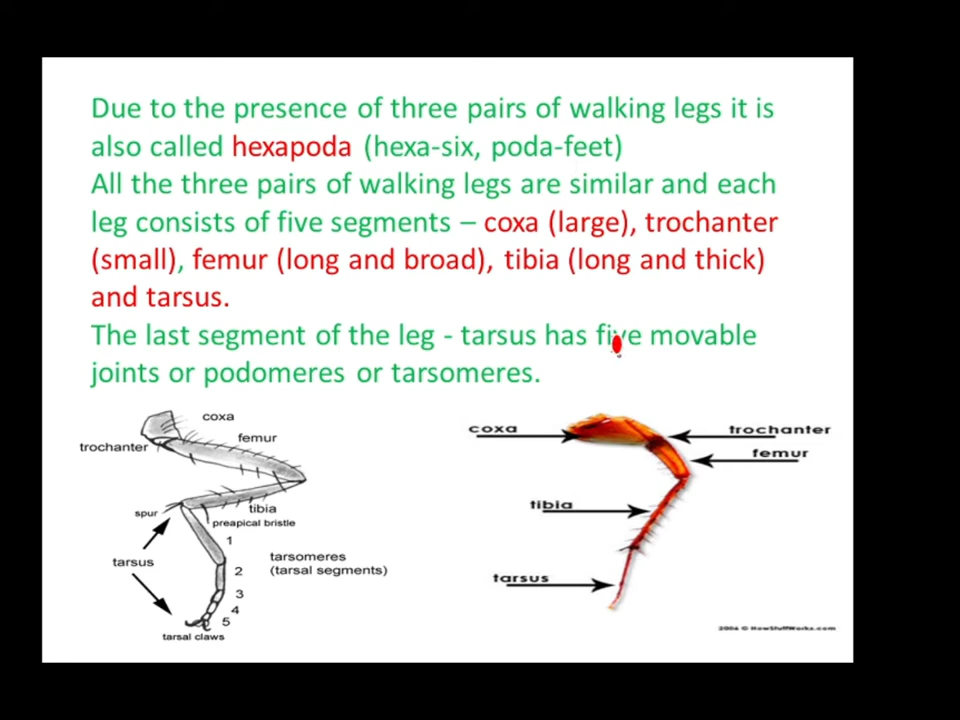 Due to the presence of three pairs of walking legs it is
also called hexapoda (hexa-six, poda-feet)
All the three pairs of walking legs are similar and each
leg consists of five segments – coxa (large), trochanter
(small), femur (long and broad), tibia (long and thick)
and tarsus.
The last segment of the leg - tarsus has five movable
joints or podomeres or tarsomeres.
coxa
trochanter
femur
spur
tibia
preapical bristle
1
tarsus
tarsomeres
(tarsal segments)
2
3
4
5
tarsal claws
coxa
trochanter
femur
tibia
tarsus
2006 © HowStuffWorks.com